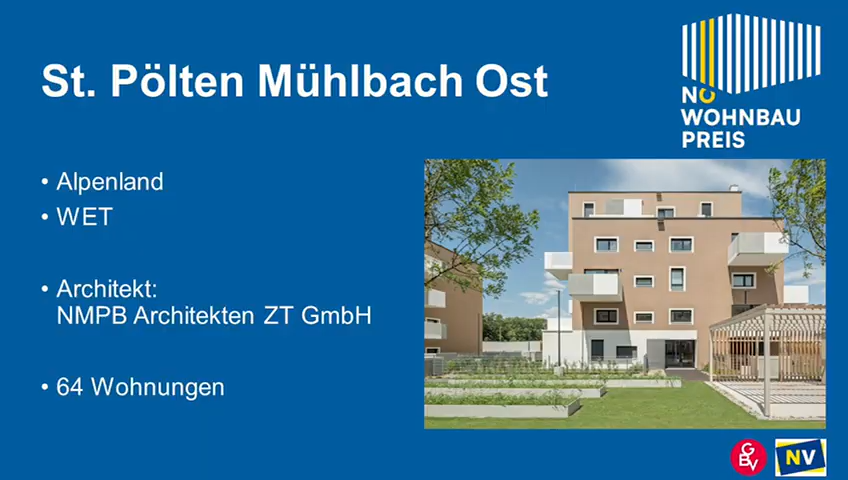 St. Pölten Mühlbach Ost
NÖ
WOHNBAU
PREIS
• Alpenland
• WET
• Architekt:
NMPB Architekten ZT GmbH
• 64 Wohnungen
GBV
NV